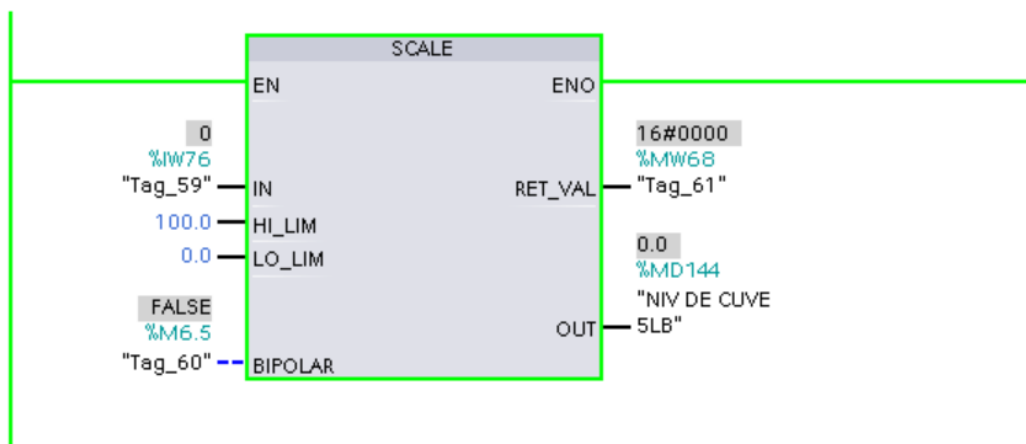 SCALE
EN
ENO
0
%IW76
"Tag_59"
IN
16#0000
%MW68
RET_VAL
"Tag_61"
100.0
HI_LIM
0.0
LO_LIM
0.0
%MD144
"NIV DE CUVE
OUT
5LB"
FALSE
%M6.5
"Tag_60"
BIPOLAR